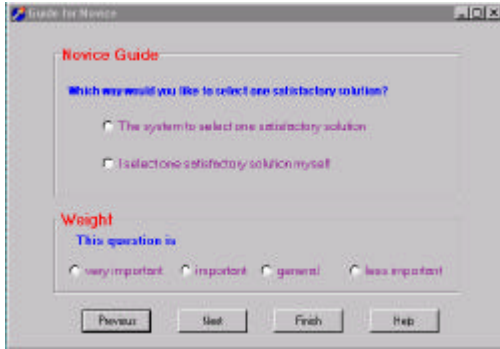 Guide for Novice
Novice Guide
Which way would you like to select one satisfactory solution?
The system to select one satisfactory solution
I select one satisfactory solution myself
Weight
This question is
very important important general less important
Previous Next Finish Help